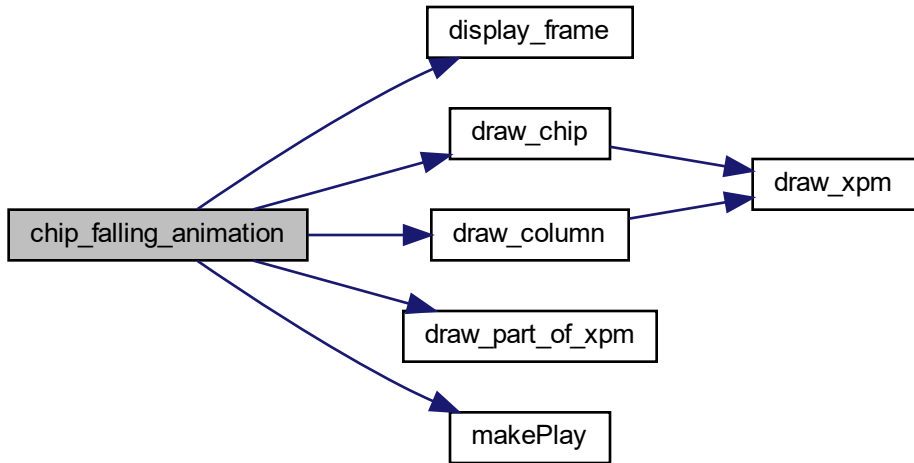 display_frame
draw_chip
draw_xpm
chip_falling_animation
draw_column
draw_part_of_xpm
makePlay